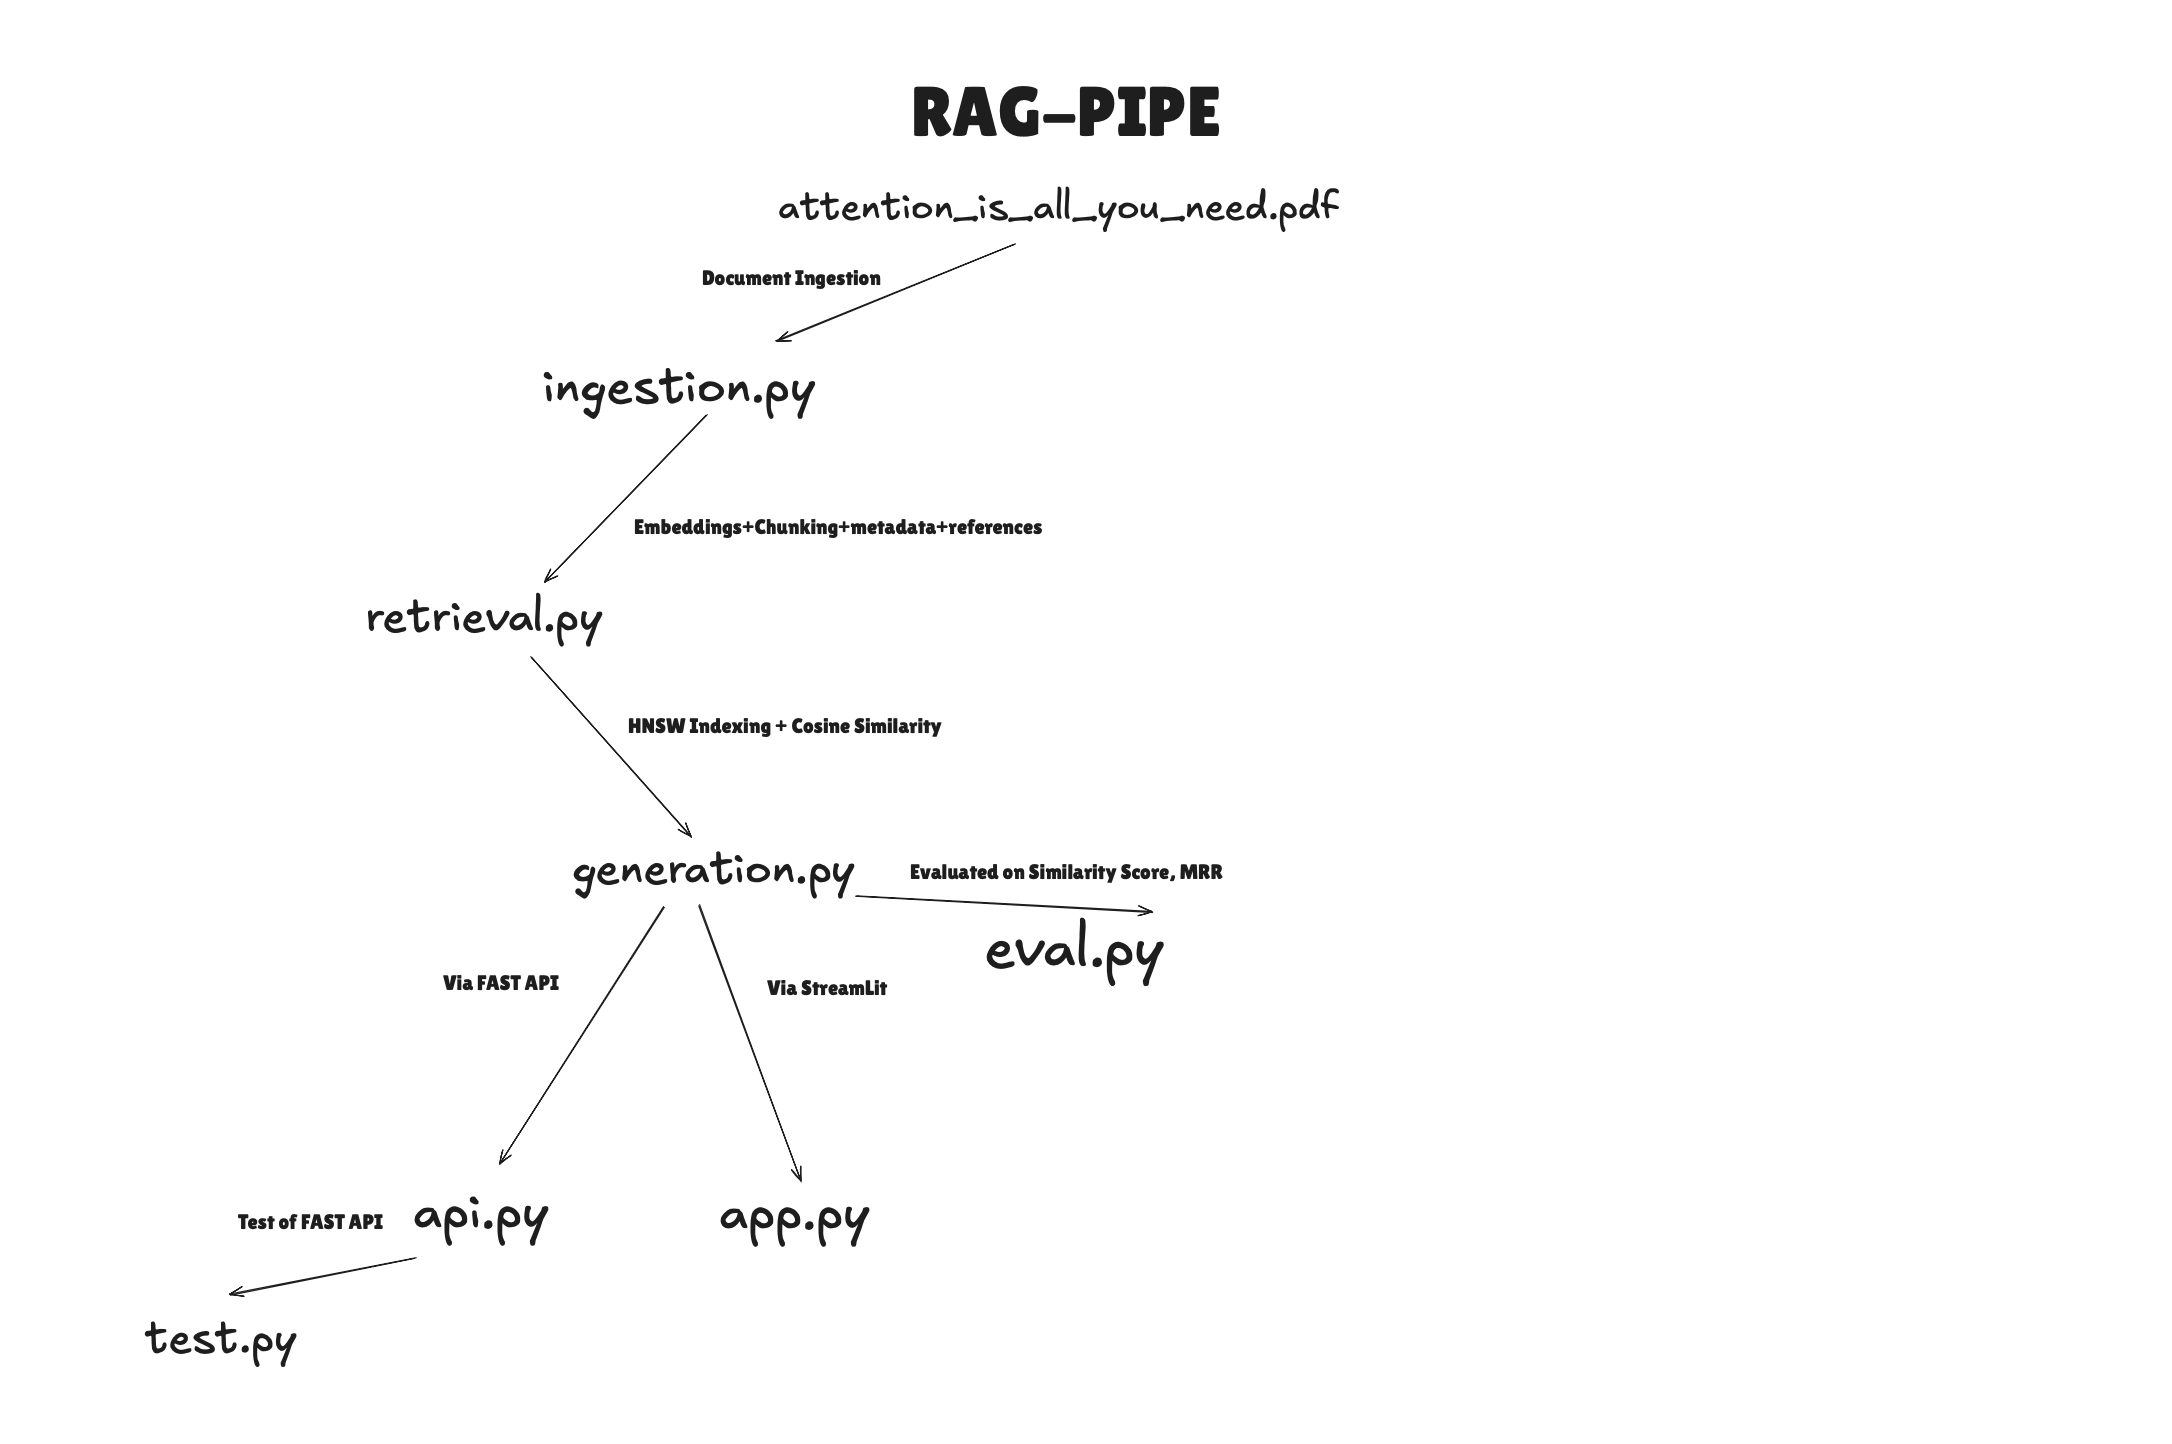 RAG-PIPE
attention_is_all_you_need.pdf
Document Ingestion
ingestion.py
Embeddings+Chunking+metadata+references
retrieval.py
HNSW Indexing + Cosine Similarity
generation.py
Evaluated on Similarity Score, MRR
eval.py
Via FAST API
Via StreamLit
Test of FAST API
api.py
app.py
test.py